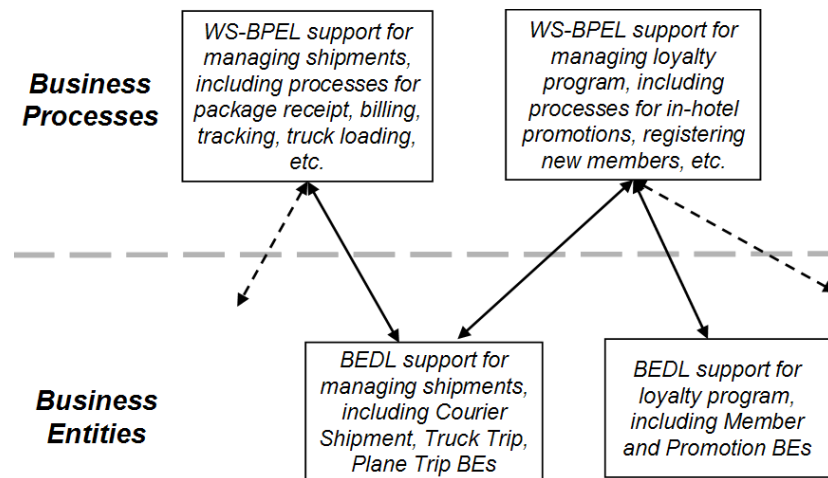 Business
Processes
WS-BPEL support for
managing shipments,
including processes for
package receipt, billing,
tracking, truck loading,
etc.
WS-BPEL support for
managing loyalty
program, including
processes for in-hotel
promotions, registering
new members, etc.
Business
Entities
BEDL support for
managing shipments,
including Courier
Shipment, Truck Trip,
Plane Trip BEs
BEDL support for
loyalty program,
including Member
and Promotion BEs